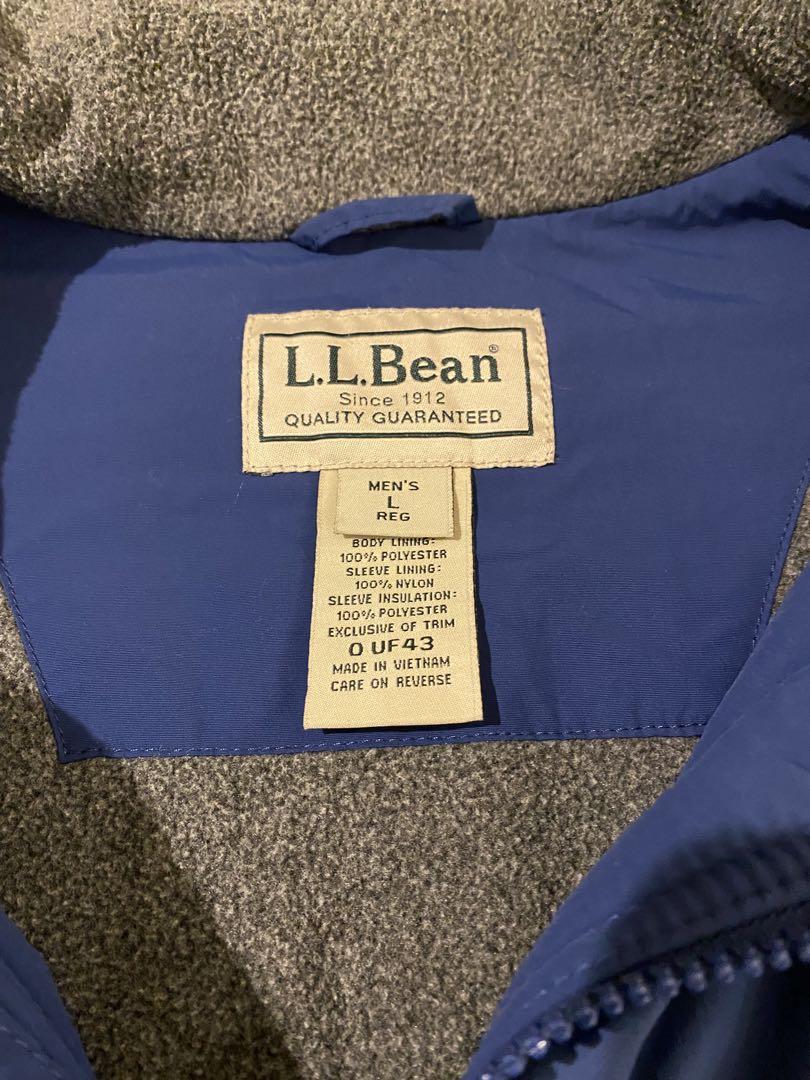 L.L.Bean®
Since 1912
QUALITY GUARANTEED
MEN'S
L
REG
BODY LINING:
100% POLYESTER
SLEEVE LINING:
100% NYLON
SLEEVE INSULATION:
100% POLYESTER
EXCLUSIVE OF TRIM
0 UF43
MADE IN VIETNAM
CARE ON REVERSE